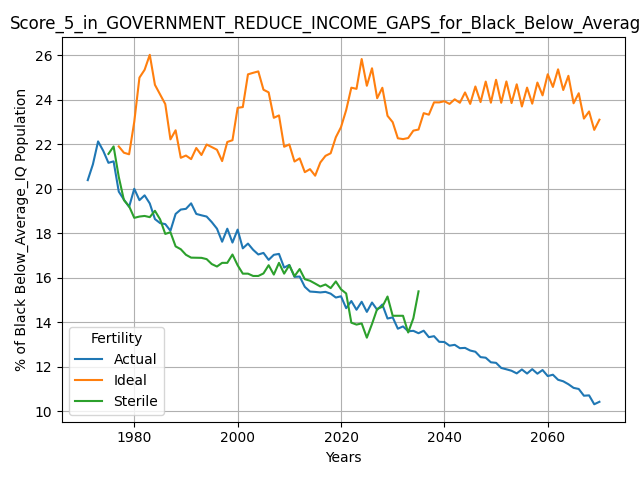 Score_5_in_GOVERNMENT_REDUCE_INCOME_GAPS_for_Black_Below_Averag
% of Black Below_Average_IQ Population
26
24
22
20
18
16
14
12
10
Fertility
Actual
Ideal
Sterile
1980 2000 2020 2040 2060
Years